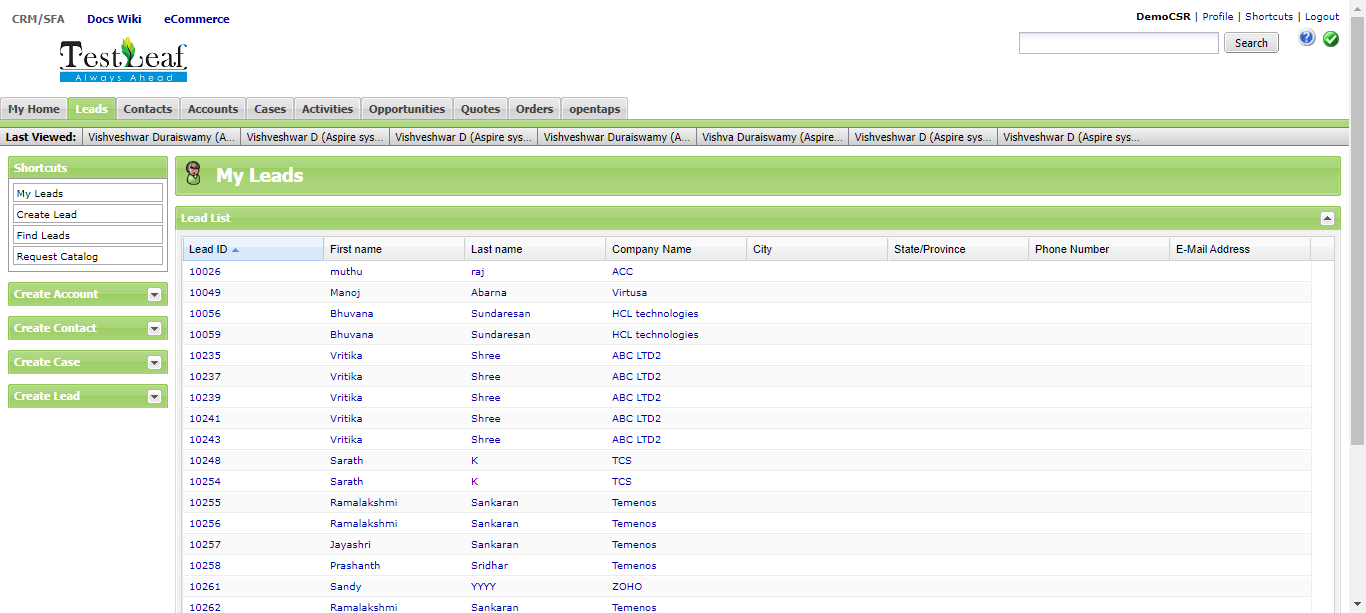 CRM/SFA Docs Wiki eCommerce
DemoCSR | Profile | Shortcuts | Logout
Search
TestLeaf
Always Ahead
My Home Leads Contacts Accounts Cases Activities Opportunities Quotes Orders opentaps
Last Viewed: Vishveshwar Duraiswamy (A... Vishveshwar D (Aspire sys... Vishveshwar D (Aspire sys... Vishveshwar Duraiswamy (A... Vishva Duraiswamy (Aspire... Vishveshwar D (Aspire sys... Vishveshwar D (Aspire sys...
Shortcuts
My Leads
Create Lead
Find Leads
Request Catalog
Create Account
Create Contact
Create Case
Create Lead
My Leads
Lead List
Lead ID First name Last name Company Name City State/Province Phone Number E-Mail Address
10026 muthu raj ACC
10049 Manoj Abarna Virtusa
10056 Bhuvana Sundaresan HCL technologies
10059 Bhuvana Sundaresan HCL technologies
10235 Vritika Shree ABC LTD2
10237 Vritika Shree ABC LTD2
10239 Vritika Shree ABC LTD2
10241 Vritika Shree ABC LTD2
10243 Vritika Shree ABC LTD2
10248 Sarath K TCS
10254 Sarath K TCS
10255 Ramalakshmi Sankaran Temenos
10256 Ramalakshmi Sankaran Temenos
10257 Jayashri Sankaran Temenos
10258 Prashanth Sridhar Temenos
10261 Sandy YYYY ZOHO
10262 Ramalakshmi Sankaran Temenos